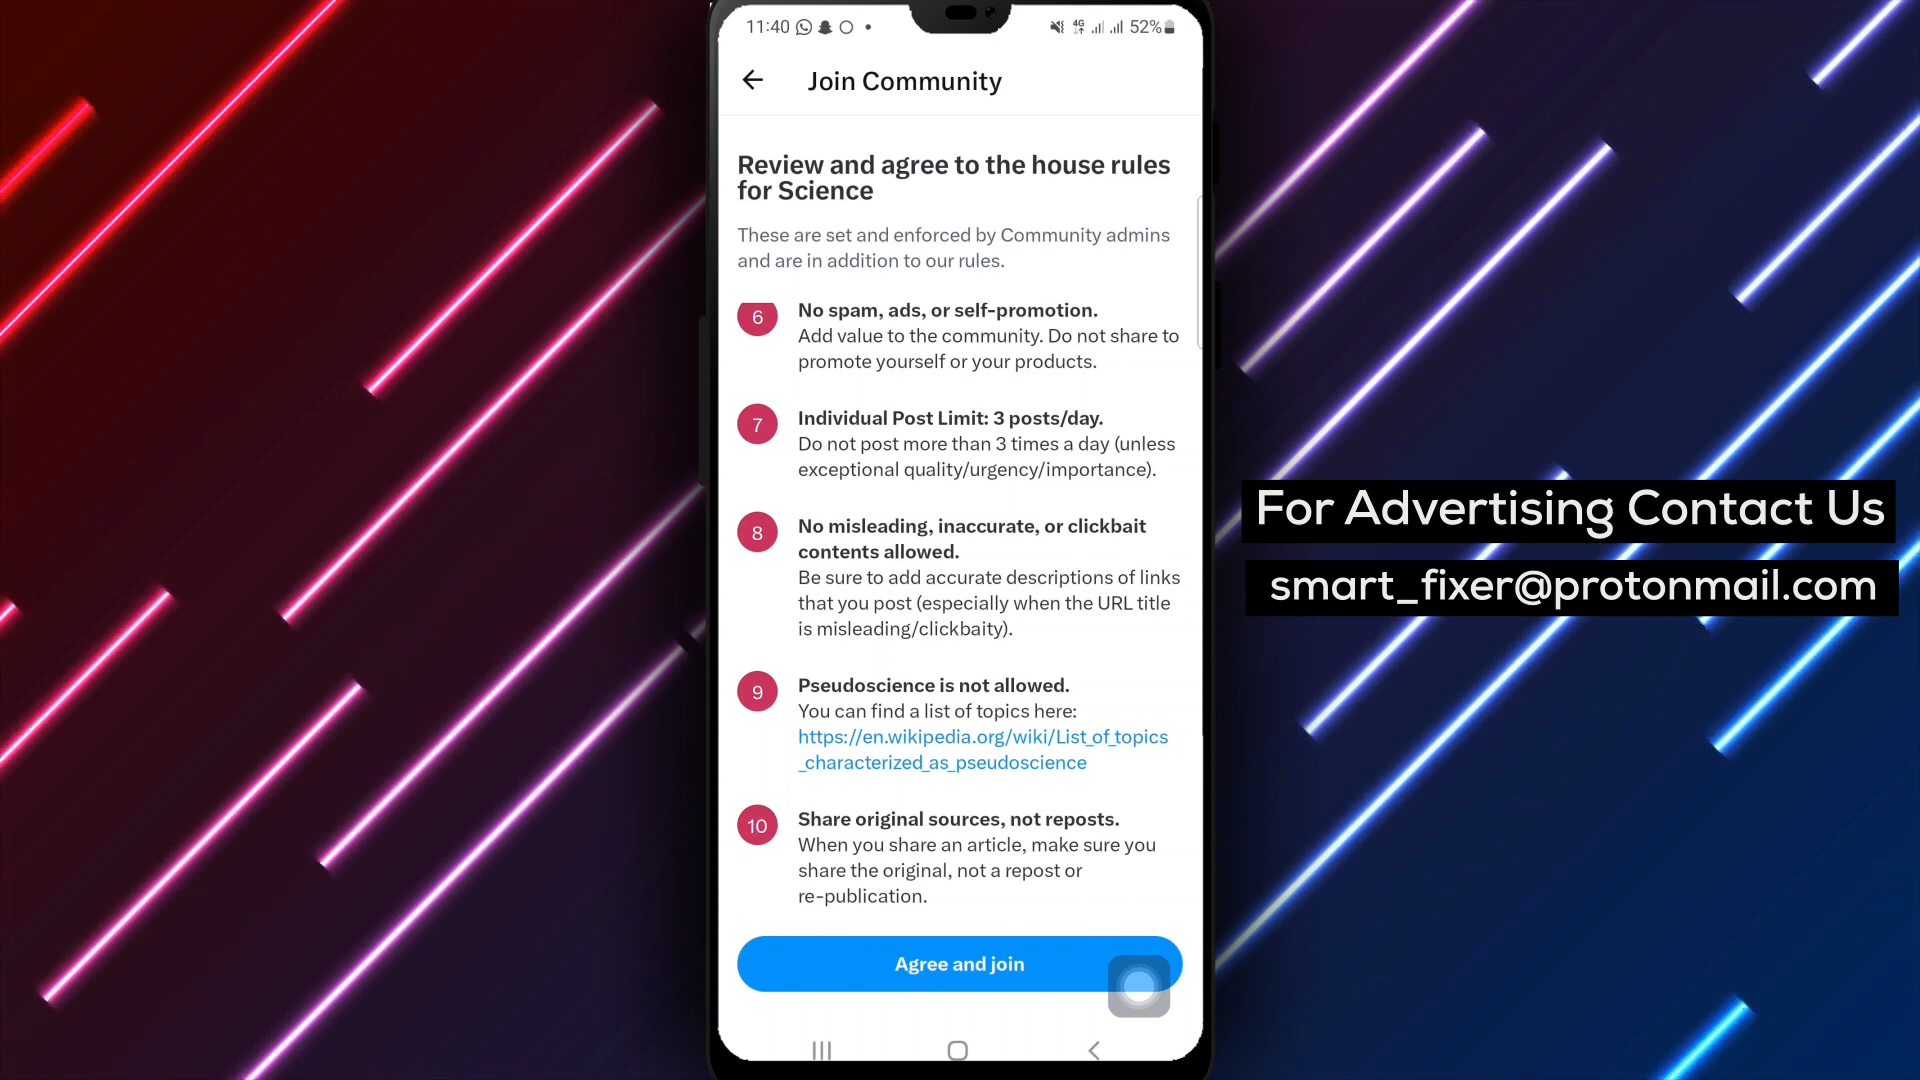 11:40
4G
52%
Join Community
Review and agree to the house rules
for Science
These are set and enforced by Community admins
and are in addition to our rules.
6
No spam, ads, or self-promotion.
Add value to the community. Do not share to
promote yourself or your products.
7
Individual Post Limit: 3 posts/day.
Do not post more than 3 times a day (unless
exceptional quality/urgency/importance).
8
No misleading, inaccurate, or clickbait
contents allowed.
Be sure to add accurate descriptions of links
that you post (especially when the URL title
is misleading/clickbaity).
9
Pseudoscience is not allowed.
You can find a list of topics here:
https://en.wikipedia.org/wiki/List_of_topics
_characterized_as_pseudoscience
10
Share original sources, not reposts.
When you share an article, make sure you
share the original, not a repost or
re-publication.
Agree and join
For Advertising Contact Us
smart_fixer@protonmail.com